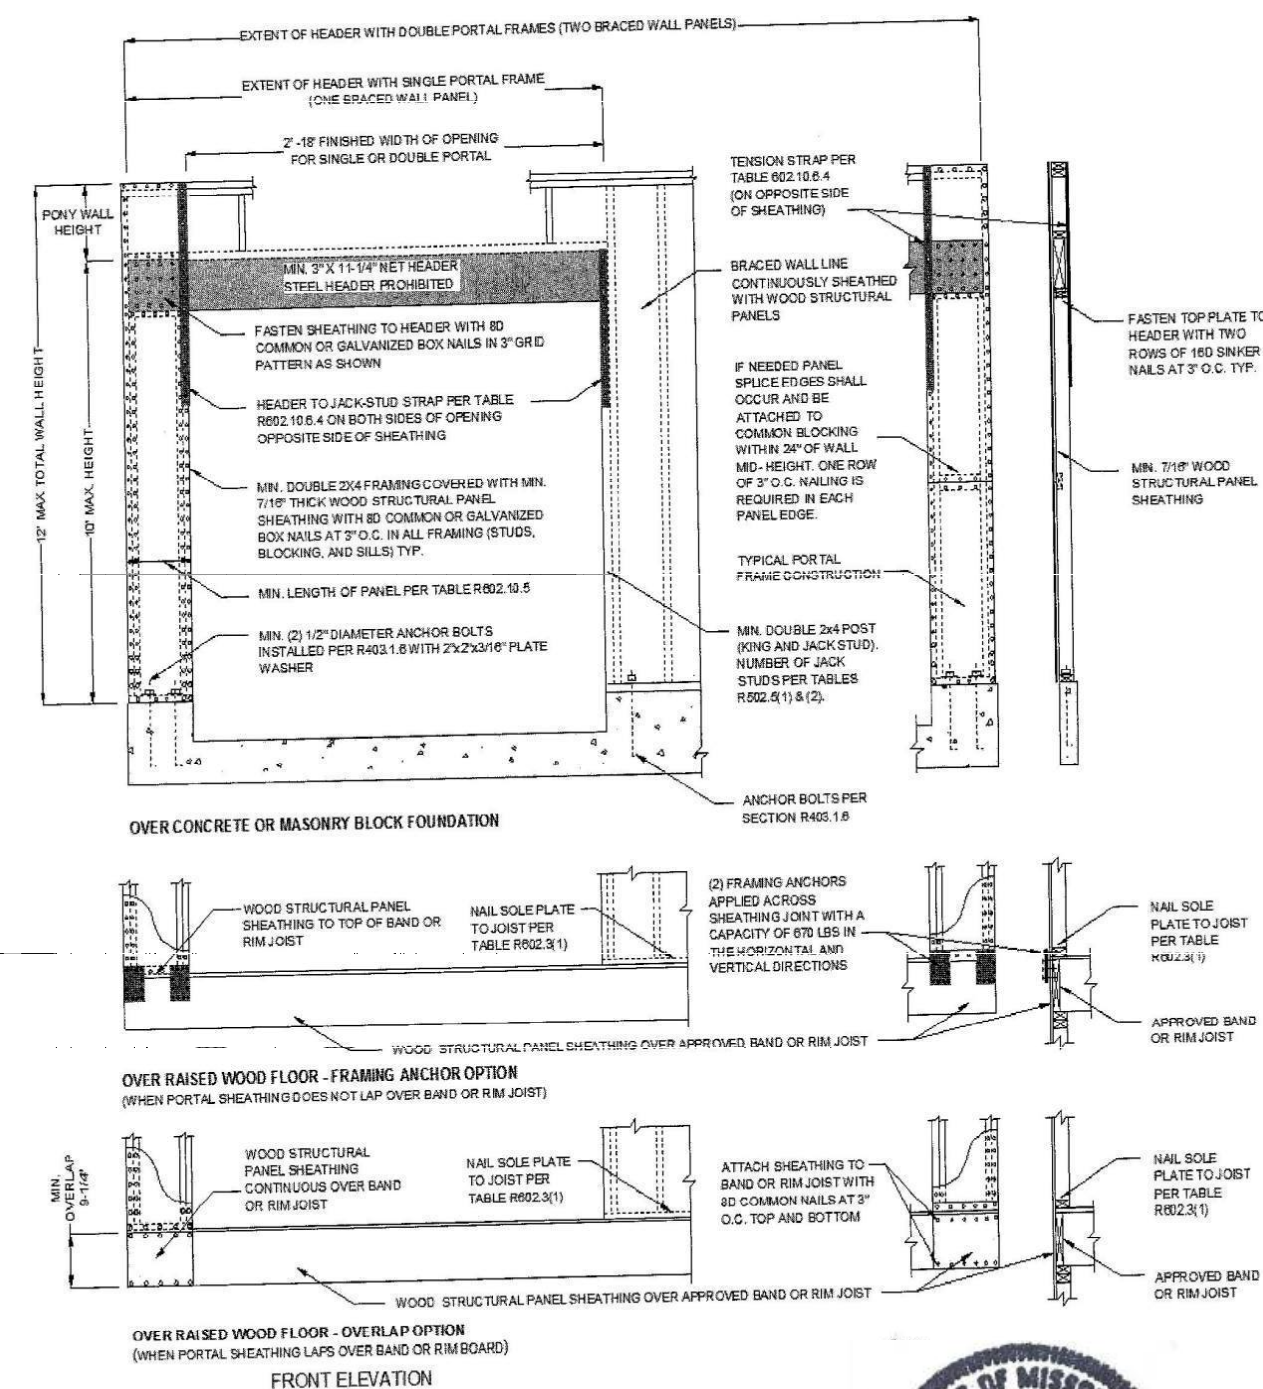 EXTENT OF HEADER WITH DOUBLE PORTAL FRAMES (TWO BRACED WALL PANELS)
EXTENT OF HEADER WITH SINGLE PORTAL FRAME
(ONE BRACED WALL PANEL)
2' -18' FINISHED WIDTH OF OPENING
FOR SINGLE OR DOUBLE PORTAL
PONY WALL
HEIGHT
12' MAX. TOTAL WALL HEIGHT
10' MAX. HEIGHT
MIN. 3" X 11-1/4" NET HEADER
STEEL HEADER PROHIBITED
FASTEN SHEATHING TO HEADER WITH 8D
COMMON OR GALVANIZED BOX NAILS IN 3" GRID
PATTERN AS SHOWN
HEADER TO JACK-STUD STRAP PER TABLE
R602.10.6.4 ON BOTH SIDES OF OPENING
OPPOSITE SIDE OF SHEATHING
MIN. DOUBLE 2X4 FRAMING COVERED WITH MIN.
7/16" THICK WOOD STRUCTURAL PANEL
SHEATHING WITH 8D COMMON OR GALVANIZED
BOX NAILS AT 3" O.C. IN ALL FRAMING (STUDS,
BLOCKING, AND SILLS) TYP.
MIN. LENGTH OF PANEL PER TABLE R602.10.5
MIN. (2) 1/2" DIAMETER ANCHOR BOLTS
INSTALLED PER R403.1.6 WITH 2"x2"x3/16" PLATE
WASHER
TENSION STRAP PER
TABLE 602.10.6.4
(ON OPPOSITE SIDE
OF SHEATHING)
BRACED WALL LINE
CONTINUOUSLY SHEATHED
WITH WOOD STRUCTURAL
PANELS
IF NEEDED PANEL
SPLICE EDGES SHALL
OCCUR AND BE
ATTACHED TO
COMMON BLOCKING
WITHIN 24" OF WALL
MID- HEIGHT. ONE ROW
OF 3" O.C. NAILING IS
REQUIRED IN EACH
PANEL EDGE.
TYPICAL PORTAL
FRAME CONSTRUCTION
MIN. DOUBLE 2x4 POST
(KING AND JACK STUD).
NUMBER OF JACK
STUDS PER TABLES
R502.5(1) & (2).
ANCHOR BOLTS PER
SECTION R403.1.6
FASTEN TOP PLATE TO
HEADER WITH TWO
ROWS OF 16D SINKER
NAILS AT 3" O.C. TYP.
MIN. 7/16" WOOD
STRUCTURAL PANEL
SHEATHING
OVER CONCRETE OR MASONRY BLOCK FOUNDATION
WOOD STRUCTURAL PANEL
SHEATHING TO TOP OF BAND OR
RIM JOIST
NAIL SOLE PLATE
TO JOIST PER
TABLE R602.3(1)
(2) FRAMING ANCHORS
APPLIED ACROSS
SHEATHING JOINT WITH A
CAPACITY OF 670 LBS IN
THE HORIZONTAL AND
VERTICAL DIRECTIONS
NAIL SOLE
PLATE TO JOIST
PER TABLE
R602.3(1)
APPROVED BAND
OR RIM JOIST
WOOD STRUCTURAL PANEL SHEATHING OVER APPROVED BAND OR RIM JOIST
OVER RAISED WOOD FLOOR - FRAMING ANCHOR OPTION
(WHEN PORTAL SHEATHING DOES NOT LAP OVER BAND OR RIM JOIST)
MIN.
OVERLAP
9-1/4"
WOOD STRUCTURAL
PANEL SHEATHING
CONTINUOUS OVER BAND
OR RIM JOIST
NAIL SOLE PLATE
TO JOIST PER
TABLE R602.3(1)
ATTACH SHEATHING TO
BAND OR RIM JOIST WITH
8D COMMON NAILS AT 3"
O.C. TOP AND BOTTOM
NAIL SOLE
PLATE TO JOIST
PER TABLE
R602.3(1)
APPROVED BAND
OR RIM JOIST
WOOD STRUCTURAL PANEL SHEATHING OVER APPROVED BAND OR RIM JOIST
OVER RAISED WOOD FLOOR - OVERLAP OPTION
(WHEN PORTAL SHEATHING LAPS OVER BAND OR RIM BOARD)
FRONT ELEVATION
OF